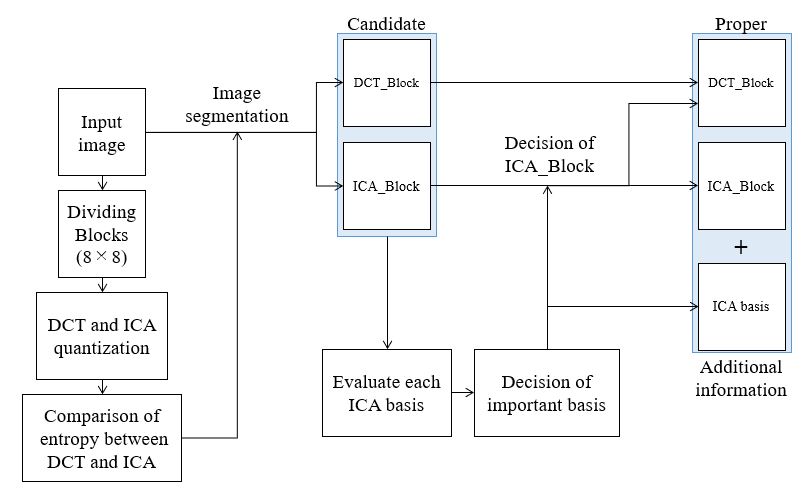 Candidate
Proper
DCT_Block
DCT_Block
Image
segmentation
Input
image
Decision of
ICA_Block
ICA_Block
ICA_Block
Dividing
Blocks
(8×8)
+
DCT and ICA
quantization
ICA basis
Evaluate each
ICA basis
Decision of
important basis
Additional
information
Comparison of
entropy between
DCT and ICA